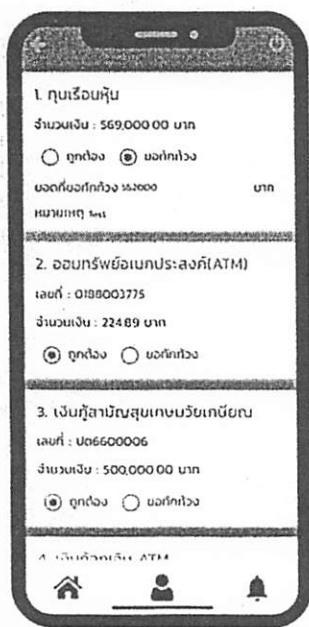 1. ทุนเรือนหุ้น
จำนวนเงิน : 569,000.00 บาท
ถูกต้อง ขอทักท้วง
ยอดที่ขอทักท้วง 552000 บาท
หมายเหตุ Test
2. ออมทรัพย์อเนกประสงค์(ATM)
เลขที่ : 0188003775
จำนวนเงิน : 224.89 บาท
ถูกต้อง ขอทักท้วง
3. เงินกู้สามัญสุขเกษมวัยเกษียณ
เลขที่ : ปต6600006
จำนวนเงิน : 500,000.00 บาท
ถูกต้อง ขอทักท้วง